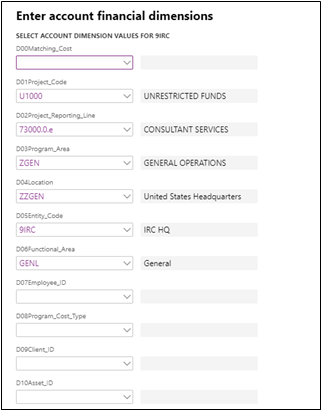 Enter account financial dimensions
SELECT ACCOUNT DIMENSION VALUES FOR 9IRC
D00Matching_Cost
D01Project_Code
U1000 UNRESTRICTED FUNDS
D02Project_Reporting_Line
73000.0.e CONSULTANT SERVICES
D03Program_Area
ZGEN GENERAL OPERATIONS
D04Location
ZZGEN United States Headquarters
D05Entity_Code
9IRC IRC HQ
D06Functional_Area
GENL General
D07Employee_ID
D08Program_Cost_Type
D09Client_ID
D10Asset_ID